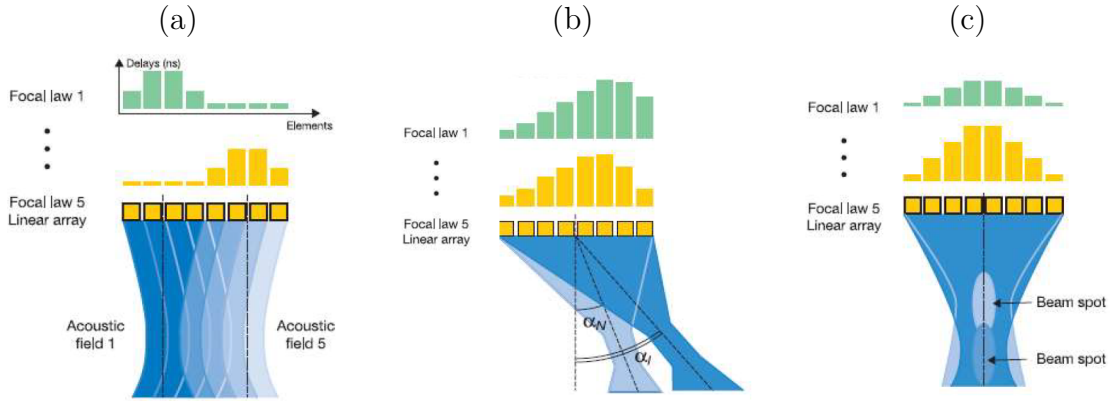 (a)
Delays (ns)
Focal law 1
Elements
Focal law 5
Linear array
Acoustic
field 1
Acoustic
field 5
(b)
Focal law 1
Focal law 5
Linear array
αN
αI
(c)
Focal law 1
Focal law 5
Linear array
Beam spot
Beam spot